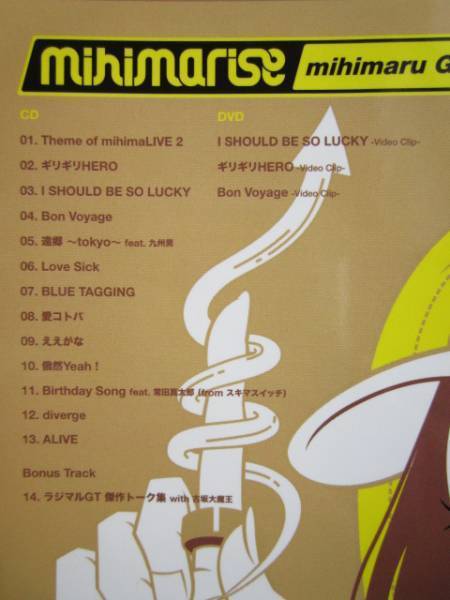 mihimarise mihimaru G
CD
01. Theme of mihimaLIVE 2
02. ギリギリHERO
03. I SHOULD BE SO LUCKY
04. Bon Voyage
05. 遠郷 〜tokyo〜 feat. 九州男
06. Love Sick
07. BLUE TAGGING
08. 愛コトバ
09. ええがな
10. 俄然Yeah！
11. Birthday Song feat. 常田真太郎 (from スキマスイッチ)
12. diverge
13. ALIVE
Bonus Track
14. ラジマルGT 傑作トーク集 with 古坂大魔王
DVD
I SHOULD BE SO LUCKY -Video Clip-
ギリギリHERO -Video Clip-
Bon Voyage -Video Clip-